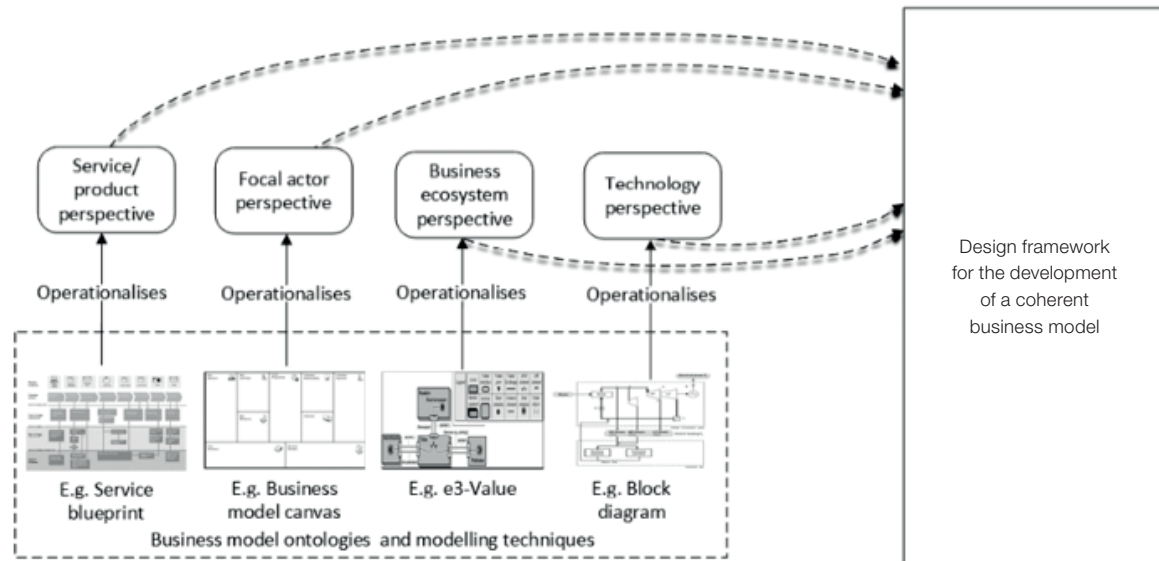 Service/
product
perspective
Focal actor
perspective
Business
ecosystem
perspective
Technology
perspective
Operationalises
Operationalises
Operationalises
Operationalises
Design framework
for the development
of a coherent
business model
E.g. Service
blueprint
E.g. Business
model canvas
E.g. e3-Value
E.g. Block
diagram
Business model ontologies and modelling techniques